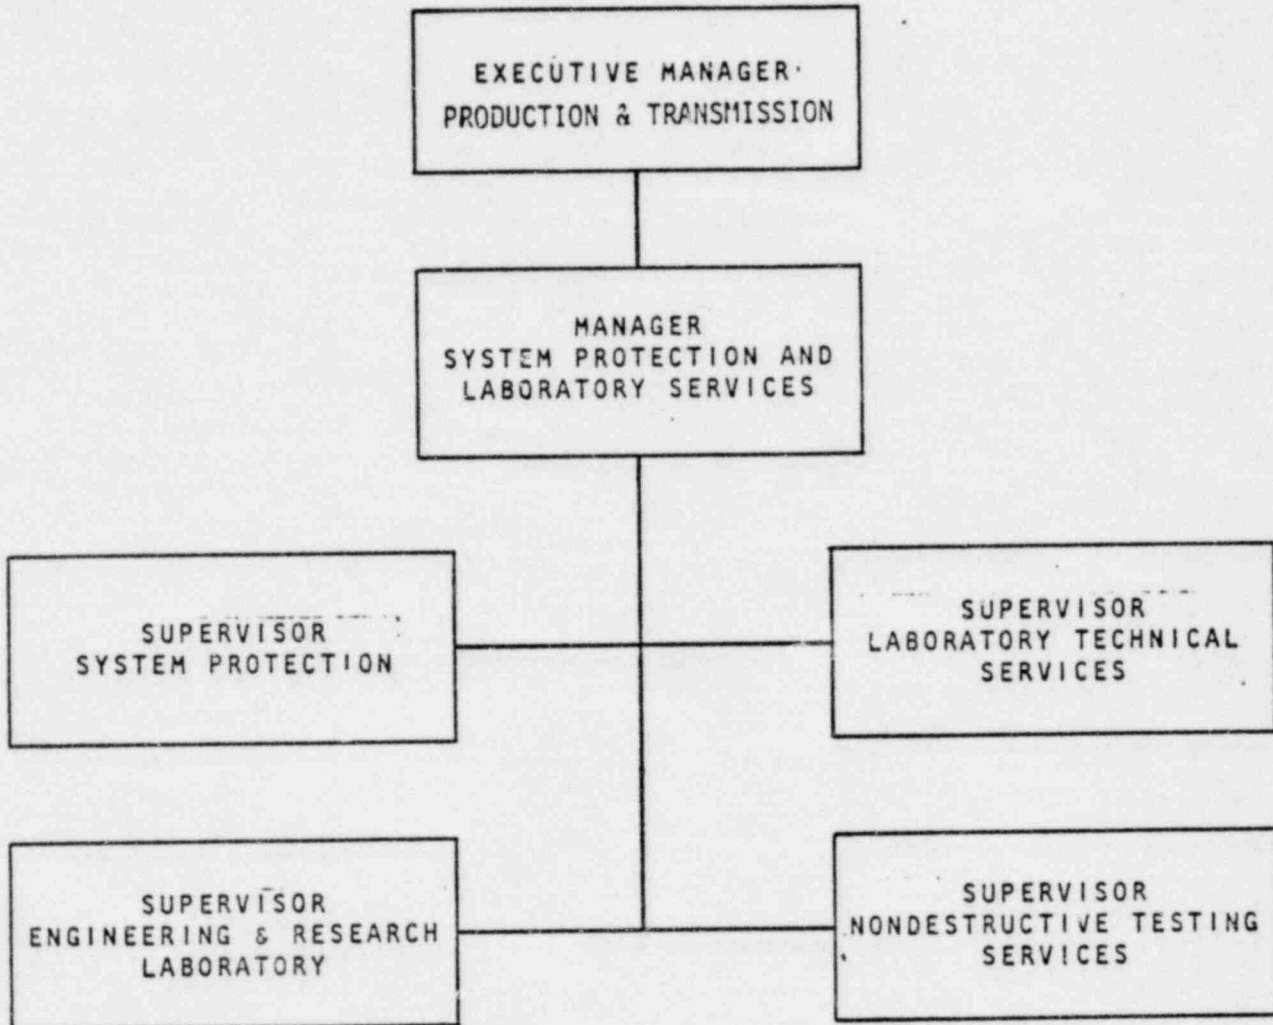 EXECUTIVE MANAGER
PRODUCTION & TRANSMISSION
MANAGER
SYSTEM PROTECTION AND
LABORATORY SERVICES
SUPERVISOR
SYSTEM PROTECTION
SUPERVISOR
LABORATORY TECHNICAL
SERVICES
SUPERVISOR
ENGINEERING & RESEARCH
LABORATORY
SUPERVISOR
NONDESTRUCTIVE TESTING
SERVICES